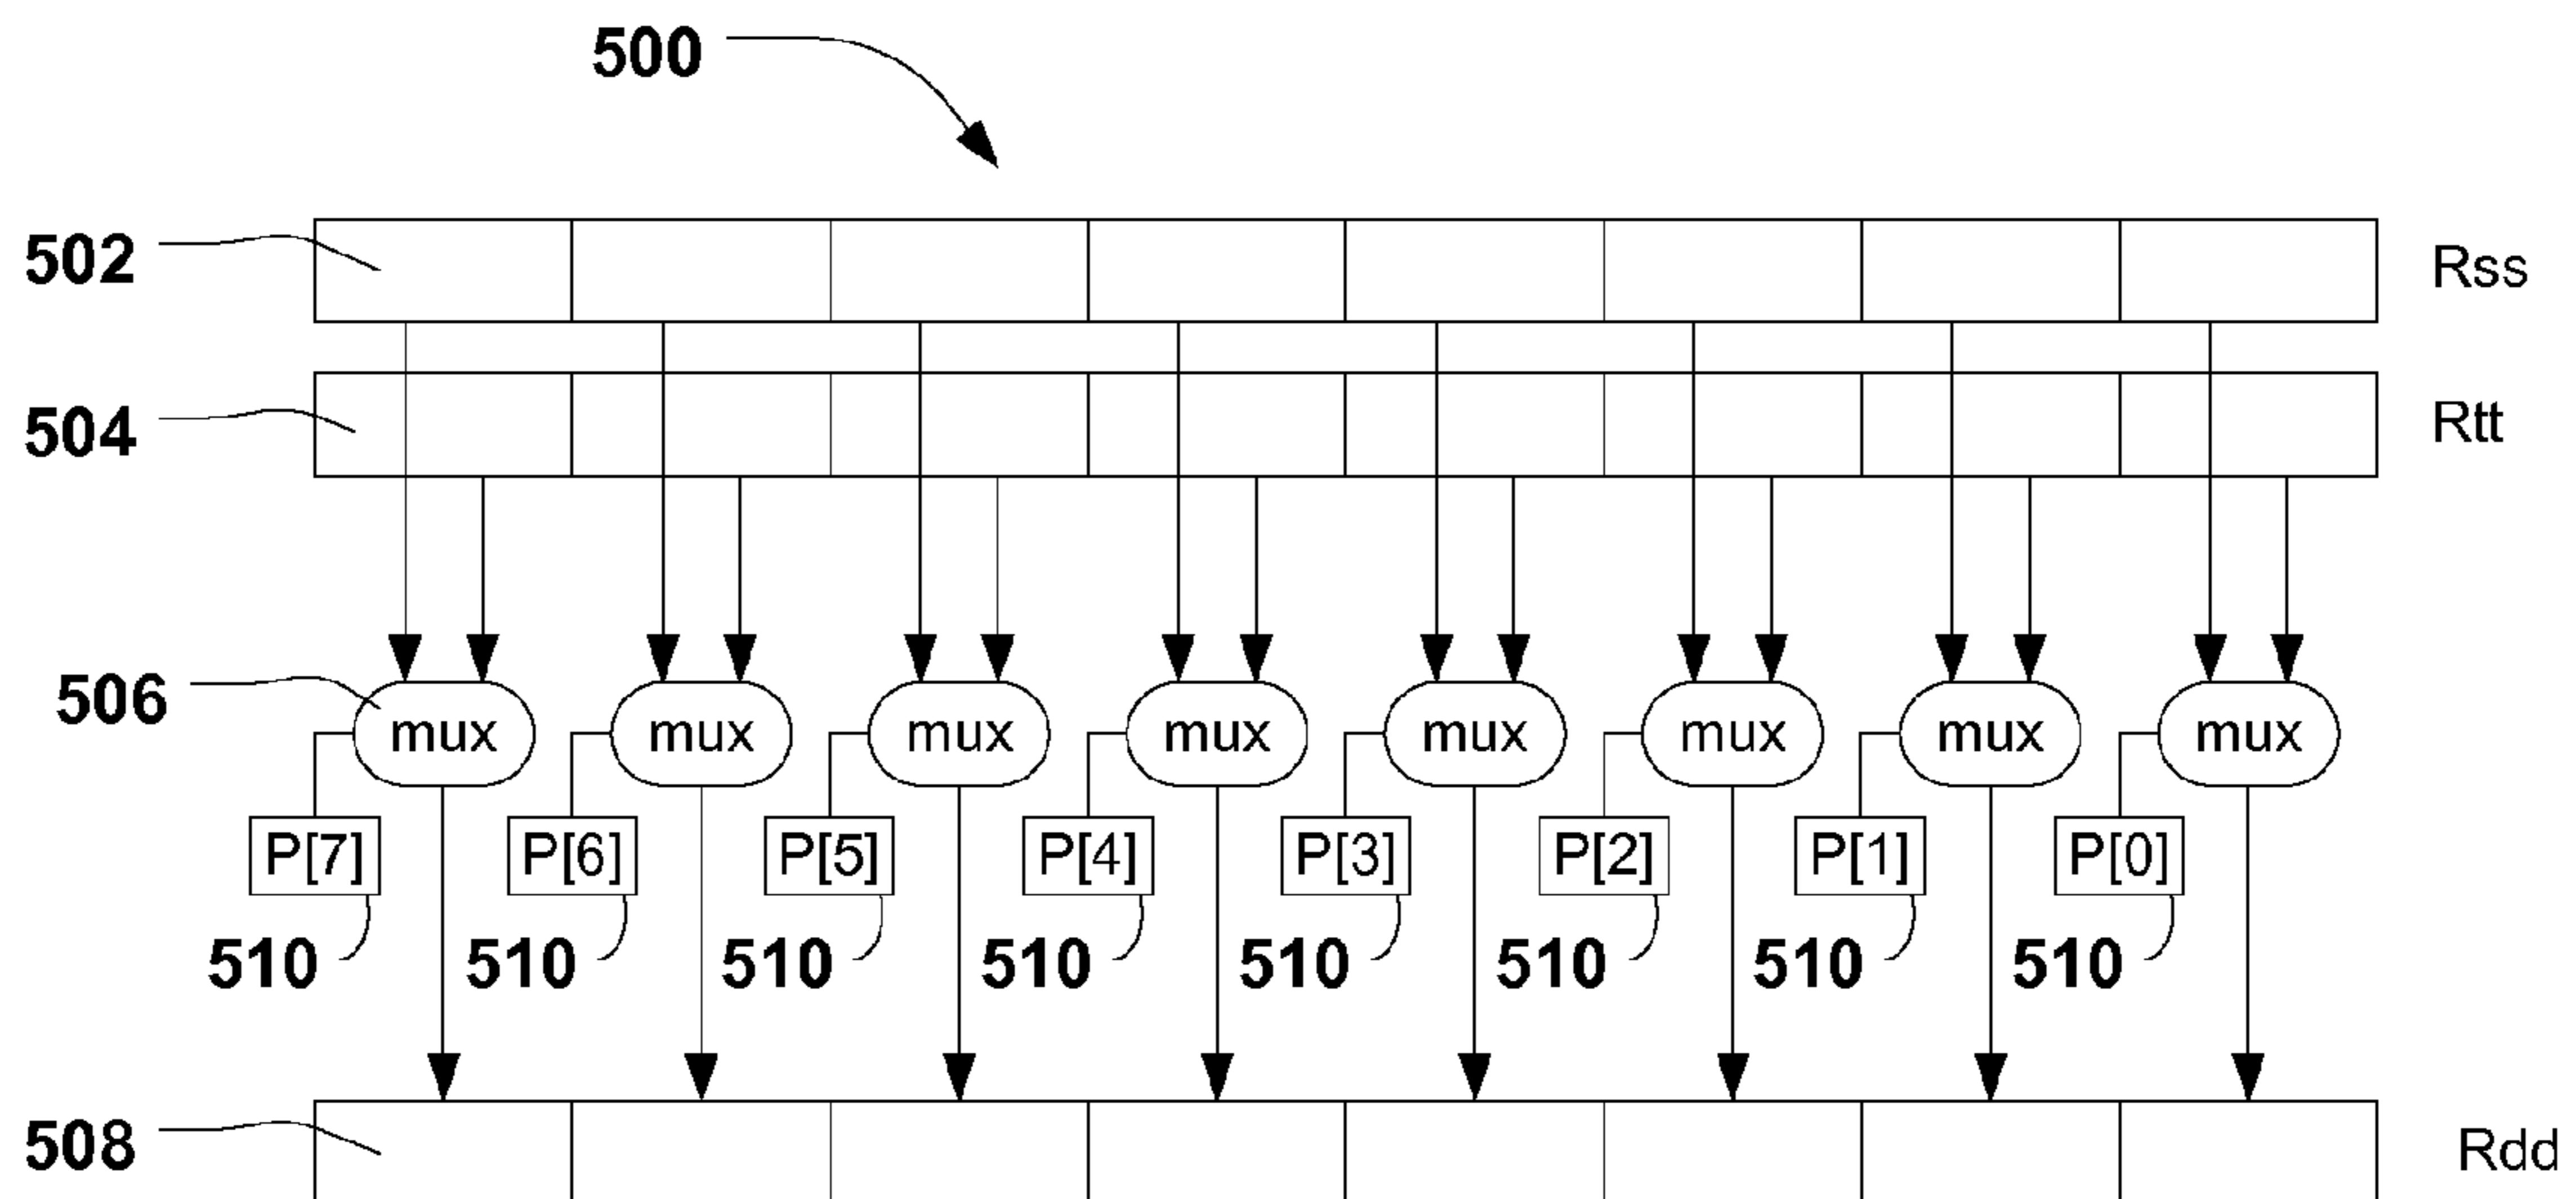 500
502 Rss
504 Rtt
506 mux mux mux mux mux mux mux mux
P[7] P[6] P[5] P[4] P[3] P[2] P[1] P[0]
510 510 510 510 510 510 510 510
508 Rdd